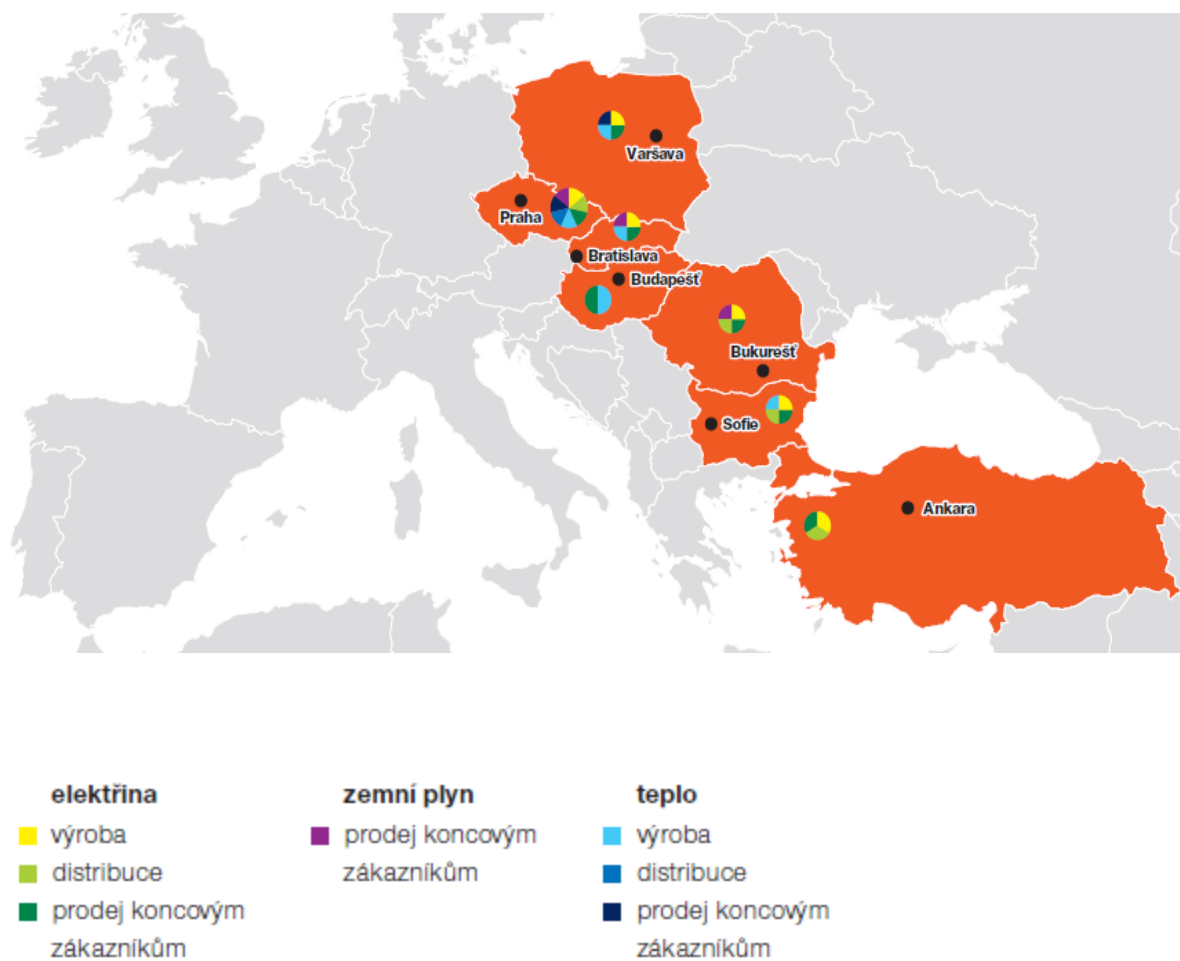 Varšava
Praha
Bratislava
Budapešť
Bukurešť
Sofie
Ankara
elektřina
výroba
distribuce
prodej koncovým
zákazníkům
zemní plyn
prodej koncovým
zákazníkům
teplo
výroba
distribuce
prodej koncovým
zákazníkům